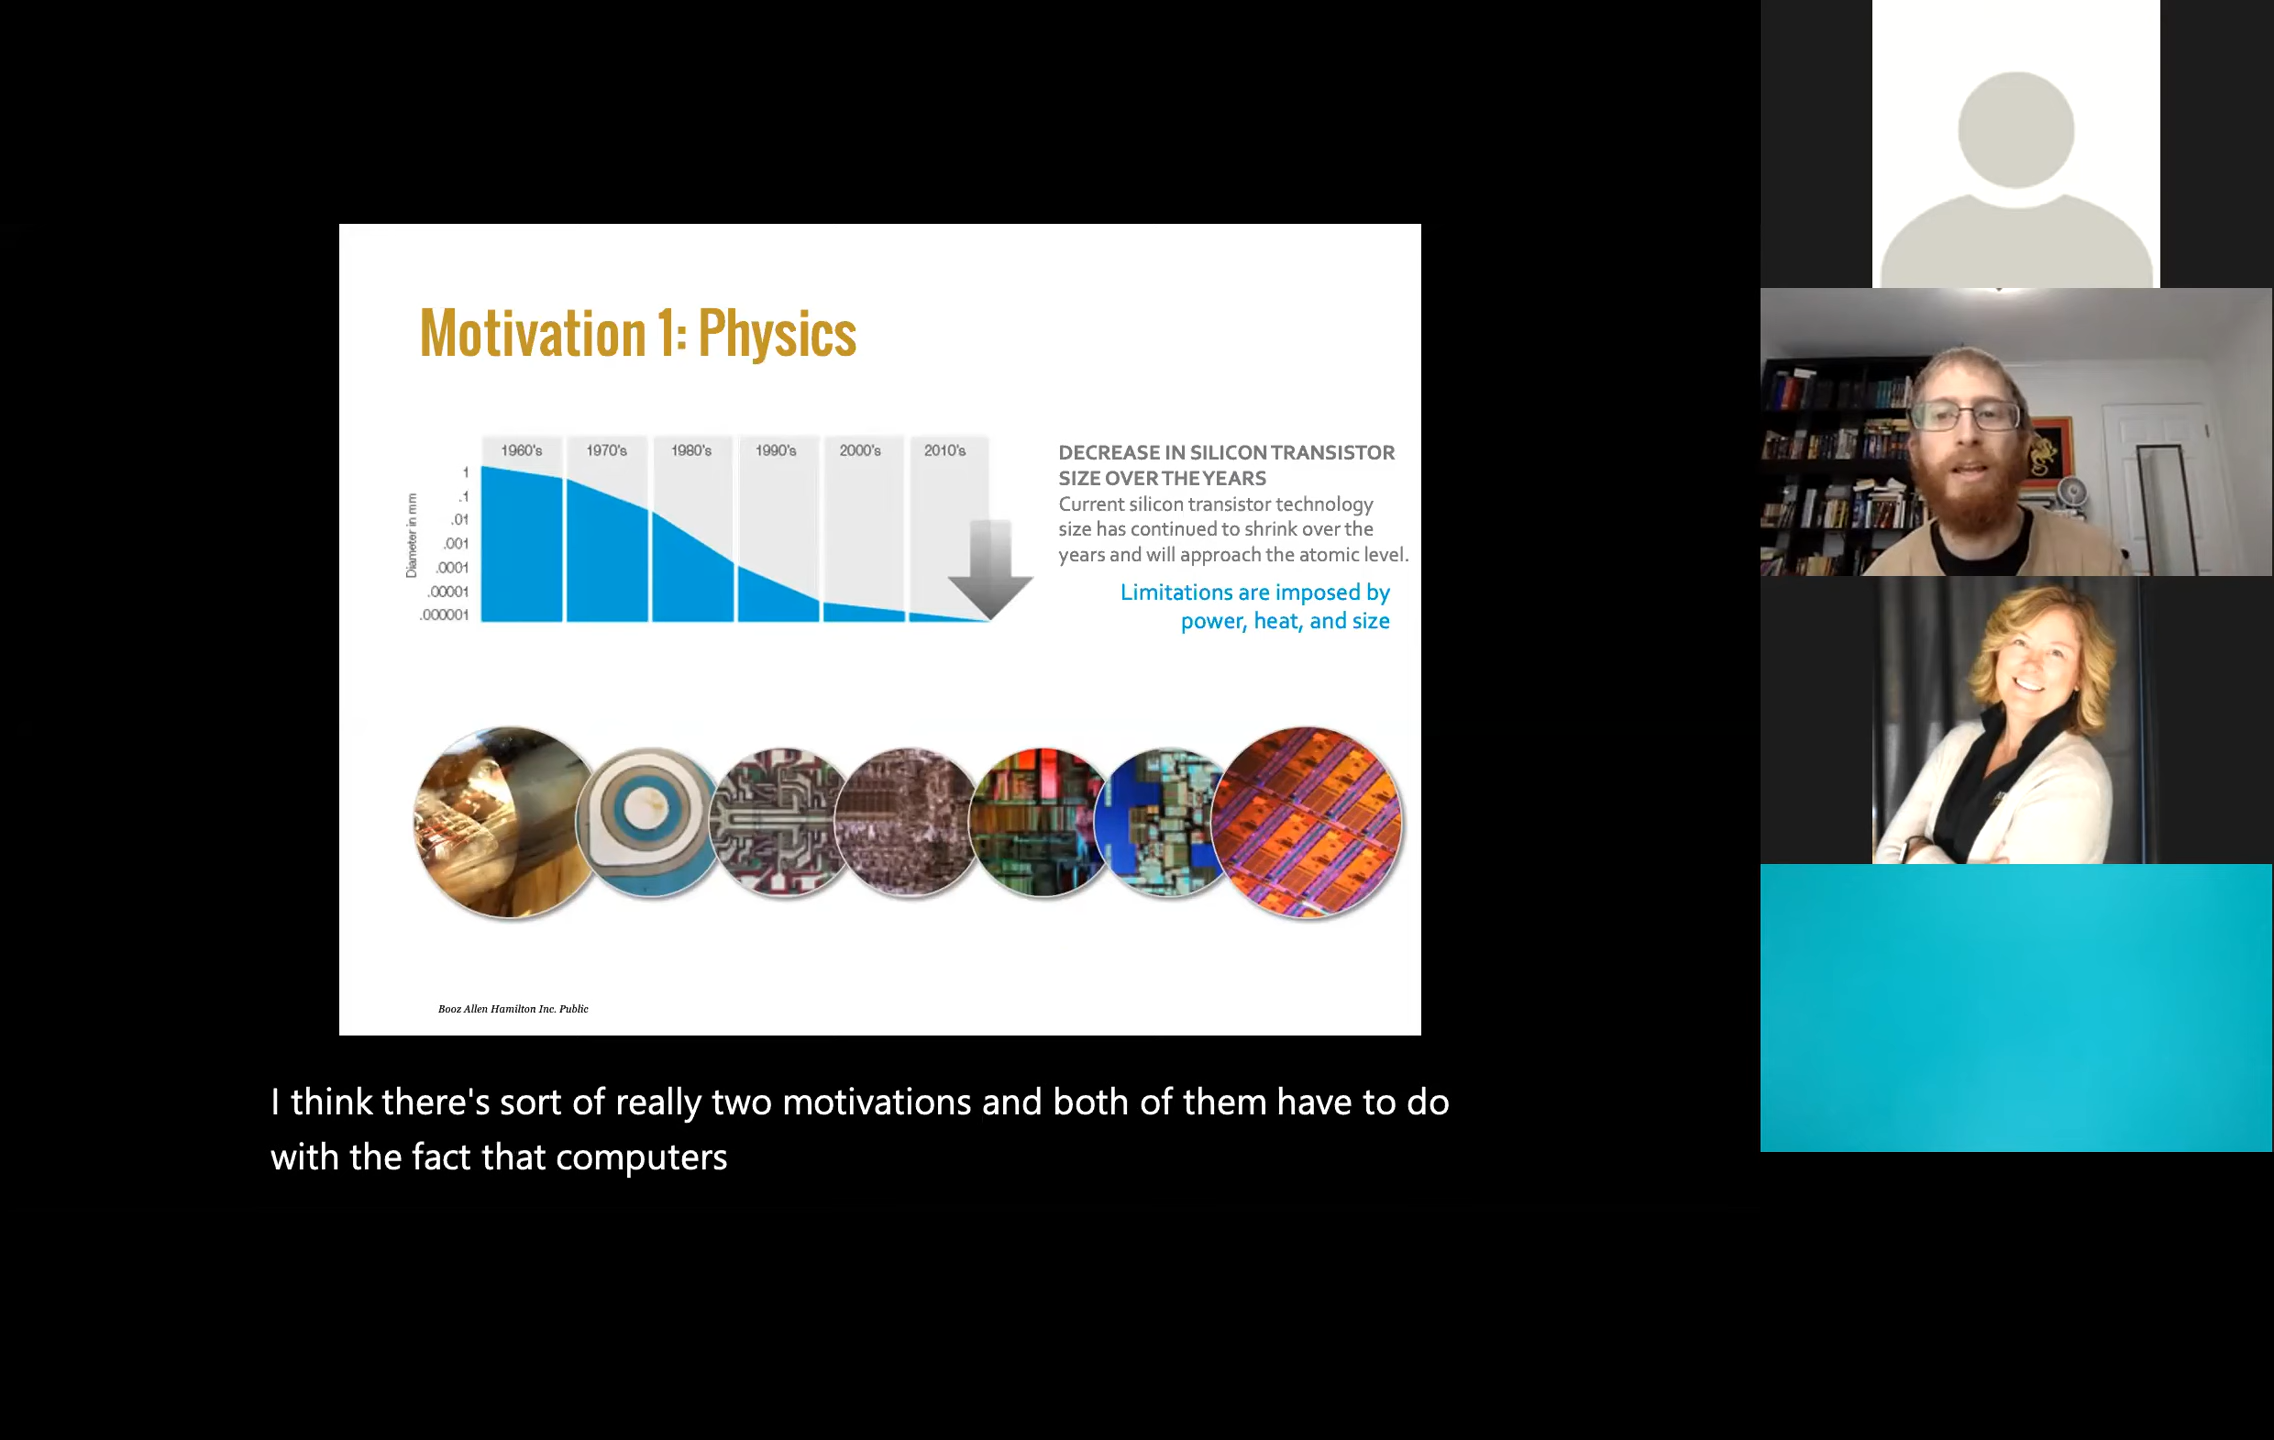 Motivation 1: Physics
1960's 1970's 1980's 1990's 2000's 2010's
Diameter in mm
1
.1
.01
.001
.0001
.00001
.000001
DECREASE IN SILICON TRANSISTOR
SIZE OVER THE YEARS
Current silicon transistor technology
size has continued to shrink over the
years and will approach the atomic level.
Limitations are imposed by
power, heat, and size
Booz Allen Hamilton Inc. Public
I think there's sort of really two motivations and both of them have to do
with the fact that computers